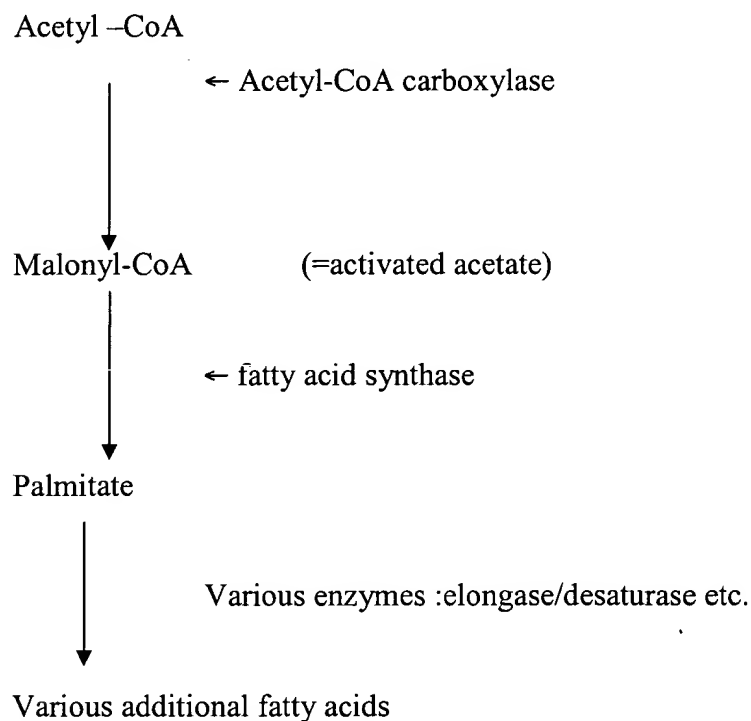 Acetyl –CoA
← Acetyl-CoA carboxylase
Malonyl-CoA (=activated acetate)
← fatty acid synthase
Palmitate
Various enzymes :elongase/desaturase etc.
Various additional fatty acids